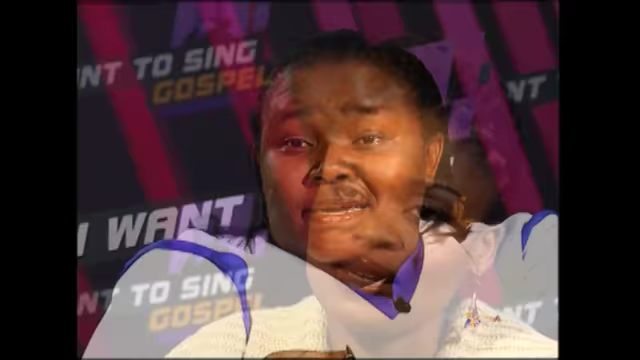 NT TO SING
GOSPEL
NT
I WANT
NT TO SING
GOSPEL
NT T